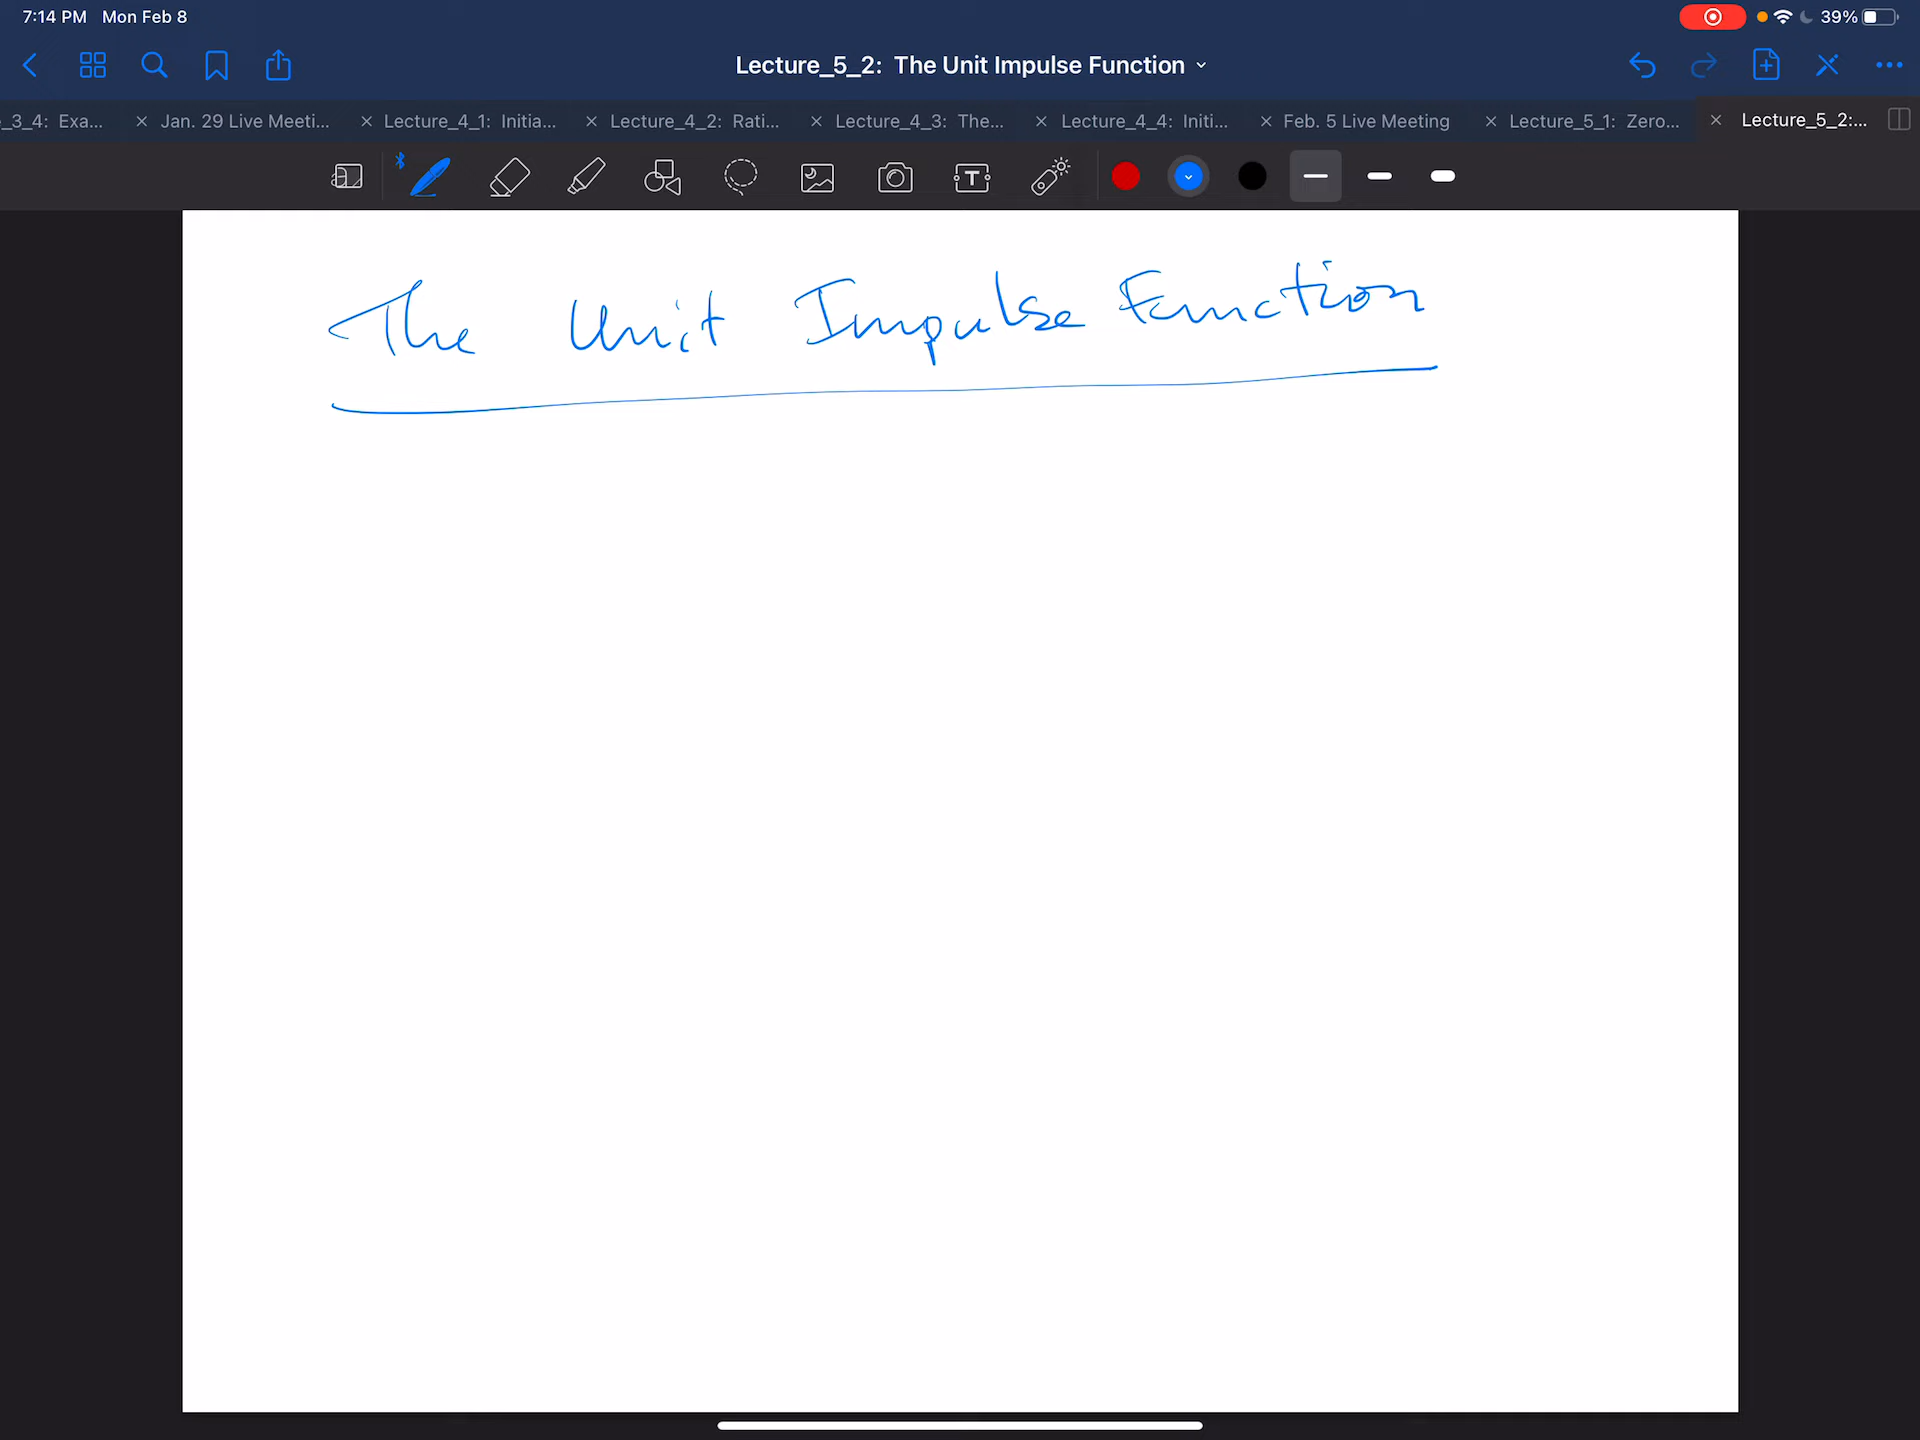 7:14 PM Mon Feb 8
39%
Lecture_5_2: The Unit Impulse Function
_3_4: Exa...
Jan. 29 Live Meeti...
Lecture_4_1: Initia...
Lecture_4_2: Rati...
Lecture_4_3: The...
Lecture_4_4: Initi...
Feb. 5 Live Meeting
Lecture_5_1: Zero...
Lecture_5_2:...
T
The Unit Impulse Function